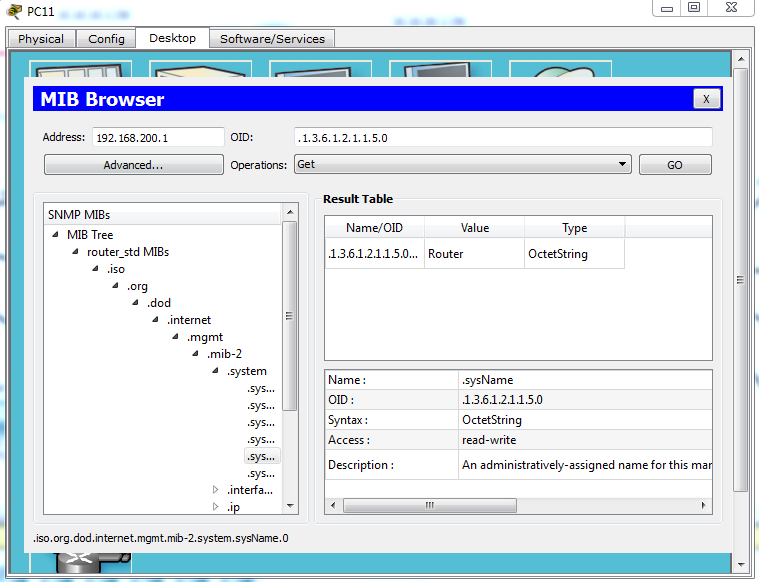 PC11
Physical Config Desktop Software/Services
MIB Browser
X
Address: 192.168.200.1 OID: .1.3.6.1.2.1.1.5.0
Advanced... Operations: Get GO
SNMP MIBs
MIB Tree
router_std MIBs
.iso
.org
.dod
.internet
.mgmt
.mib-2
.system
.sys...
.sys...
.sys...
.sys...
.sys...
.sys...
.interfa...
.ip
Result Table
Name/OID Value Type
.1.3.6.1.2.1.1.5.0... Router OctetString
Name : .sysName
OID : .1.3.6.1.2.1.1.5.0
Syntax : OctetString
Access : read-write
Description : An administratively-assigned name for this mar
.iso.org.dod.internet.mgmt.mib-2.system.sysName.0